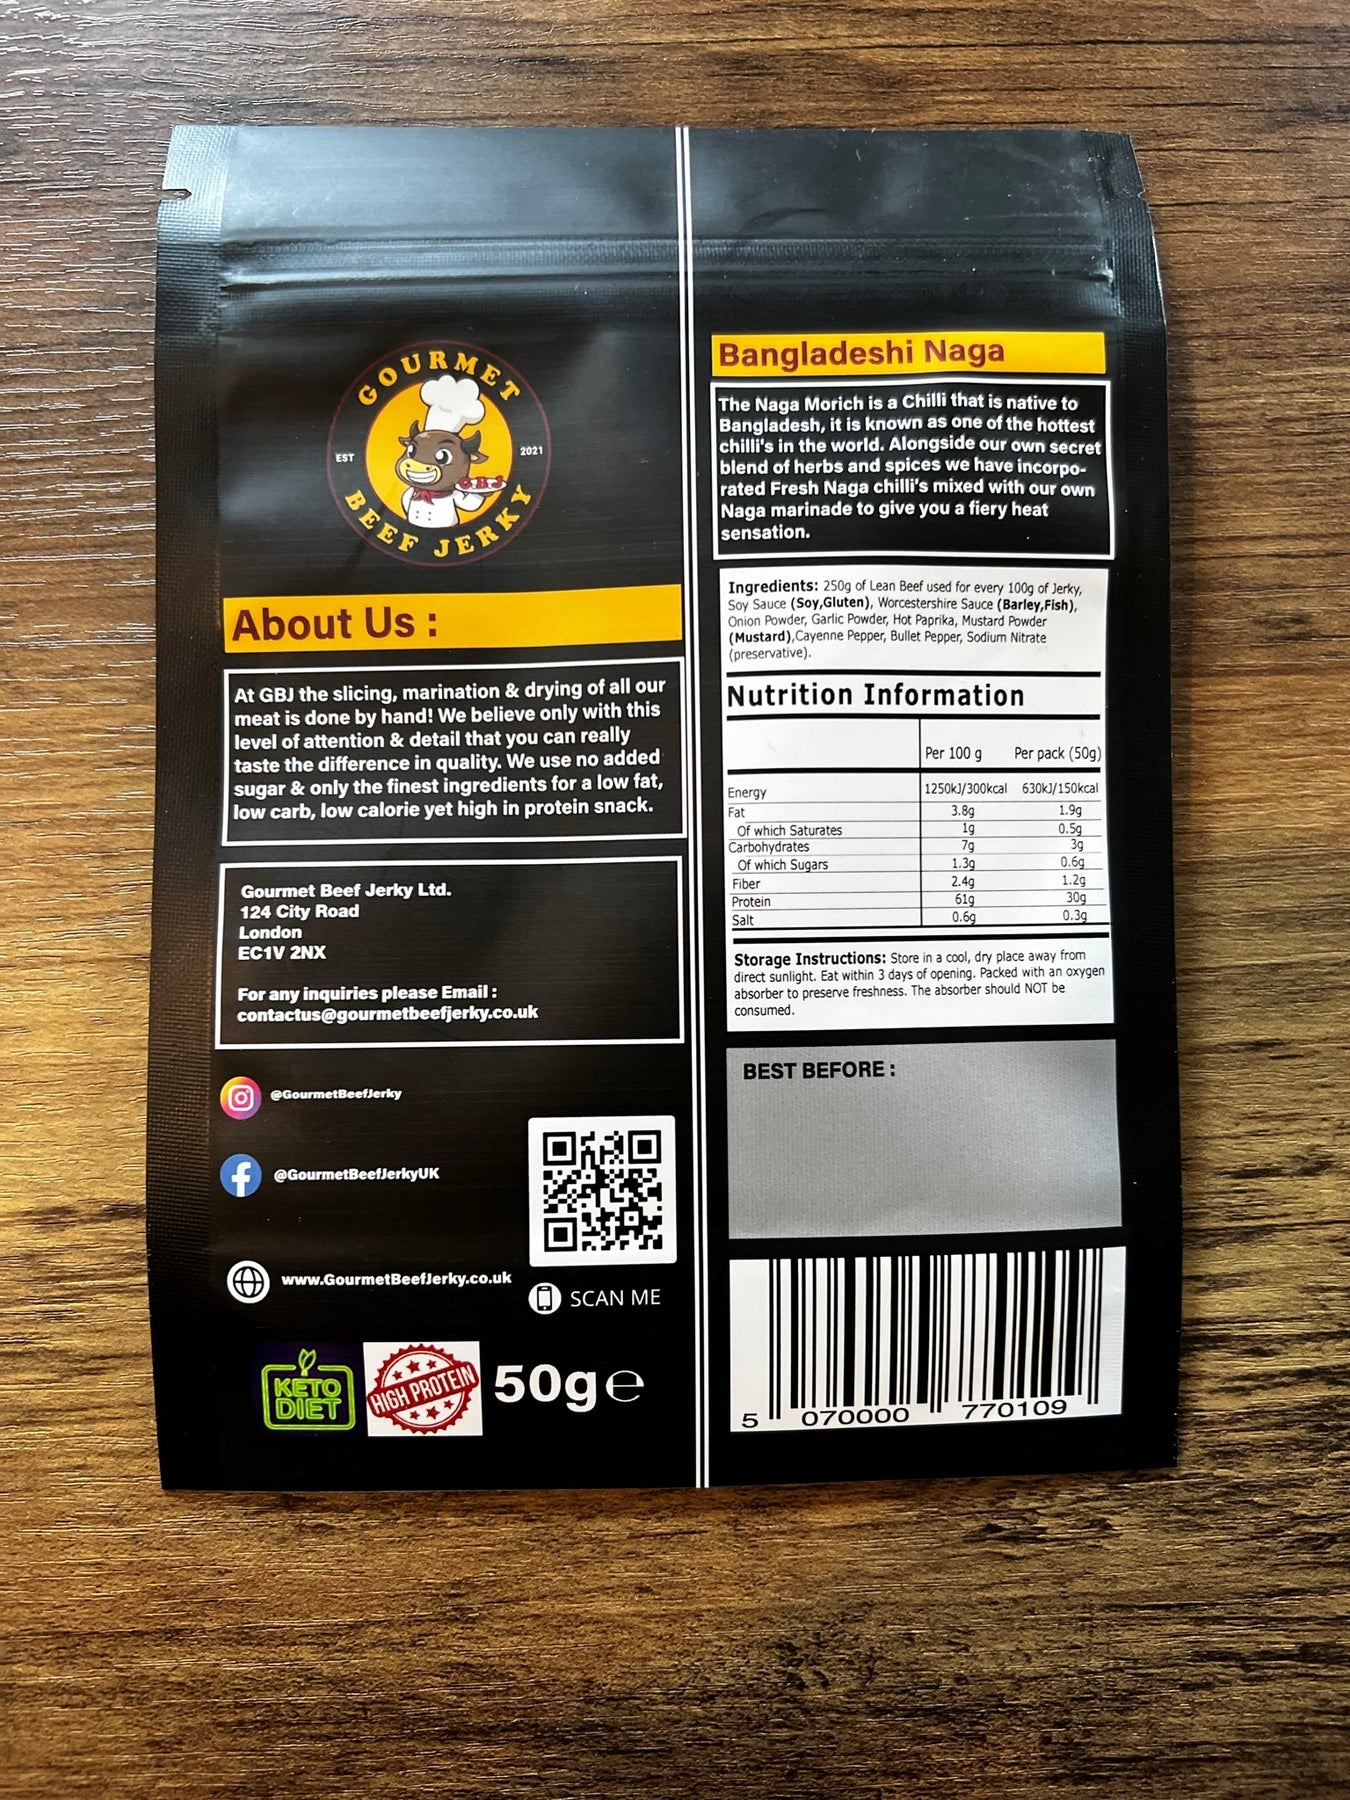 GOURMET
EST
2021
GBJ
BEEF JERKY
About Us :
At GBJ the slicing, marination & drying of all our
meat is done by hand! We believe only with this
level of attention & detail that you can really
taste the difference in quality. We use no added
sugar & only the finest ingredients for a low fat,
low carb, low calorie yet high in protein snack.
Gourmet Beef Jerky Ltd.
124 City Road
London
EC1V 2NX
For any inquiries please Email :
contactus@gourmetbeefjerky.co.uk
@GourmetBeefJerky
@GourmetBeefJerkyUK
www.GourmetBeefJerky.co.uk
SCAN ME
KETO
DIET
HIGH PROTEIN
50g℮
Bangladeshi Naga
The Naga Morich is a Chilli that is native to
Bangladesh, it is known as one of the hottest
chilli's in the world. Alongside our own secret
blend of herbs and spices we have incorpo-
rated Fresh Naga chilli's mixed with our own
Naga marinade to give you a fiery heat
sensation.
Ingredients: 250g of Lean Beef used for every 100g of Jerky,
Soy Sauce (Soy,Gluten), Worcestershire Sauce (Barley,Fish),
Onion Powder, Garlic Powder, Hot Paprika, Mustard Powder
(Mustard),Cayenne Pepper, Bullet Pepper, Sodium Nitrate
(preservative).
Nutrition Information
Per 100 g Per pack (50g)
Energy 1250kJ/300kcal 630kJ/150kcal
Fat 3.8g 1.9g
Of which Saturates 1g 0.5g
Carbohydrates 7g 3g
Of which Sugars 1.3g 0.6g
Fiber 2.4g 1.2g
Protein 61g 30g
Salt 0.6g 0.3g
Storage Instructions: Store in a cool, dry place away from
direct sunlight. Eat within 3 days of opening. Packed with an oxygen
absorber to preserve freshness. The absorber should NOT be
consumed.
BEST BEFORE :
5 070000 770109